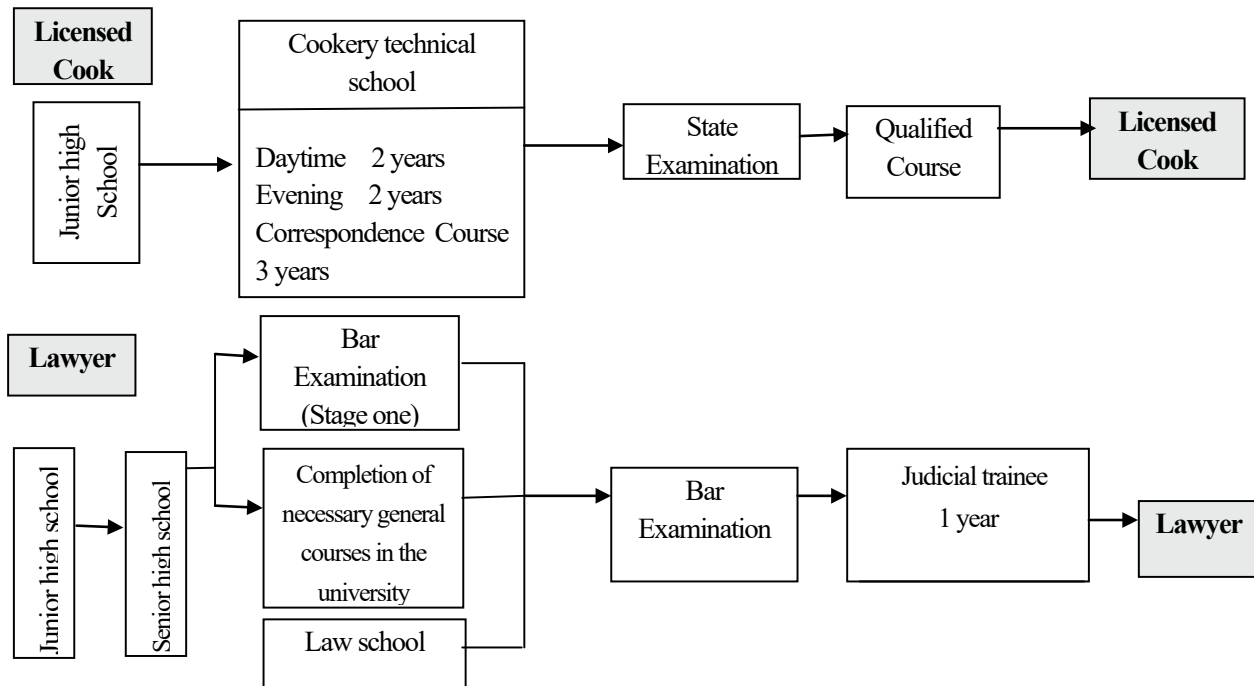 Licensed
Cook
Junior high
School
Cookery technical
school
Daytime 2 years
Evening 2 years
Correspondence Course
3 years
State
Examination
Qualified
Course
Licensed
Cook
Lawyer
Junior high school
Senior high school
Bar
Examination
(Stage one)
Completion of
necessary general
courses in the
university
Law school
Bar
Examination
Judicial trainee
1 year
Lawyer